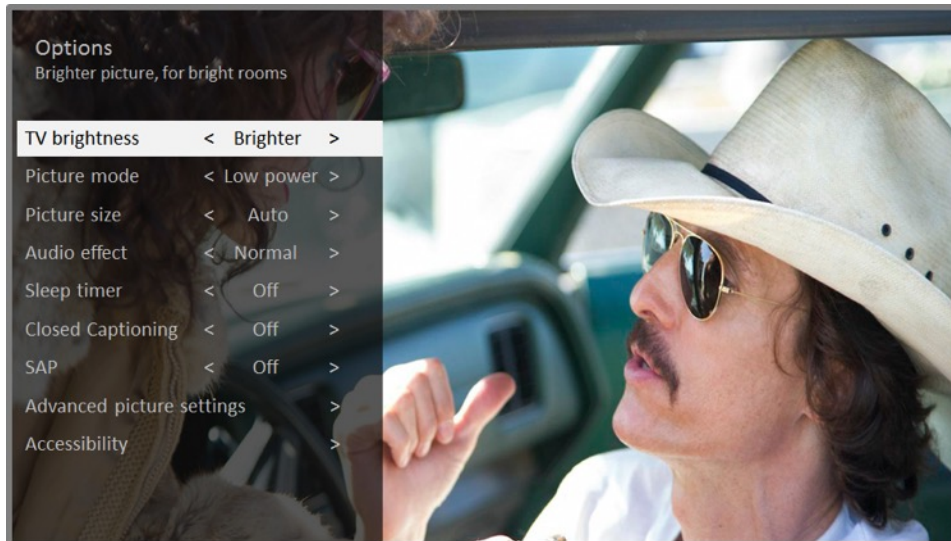 Options
Brighter picture, for bright rooms
TV brightness < Brighter >
Picture mode < Low power >
Picture size < Auto >
Audio effect < Normal >
Sleep timer < Off >
Closed Captioning < Off >
SAP < Off >
Advanced picture settings >
Accessibility >